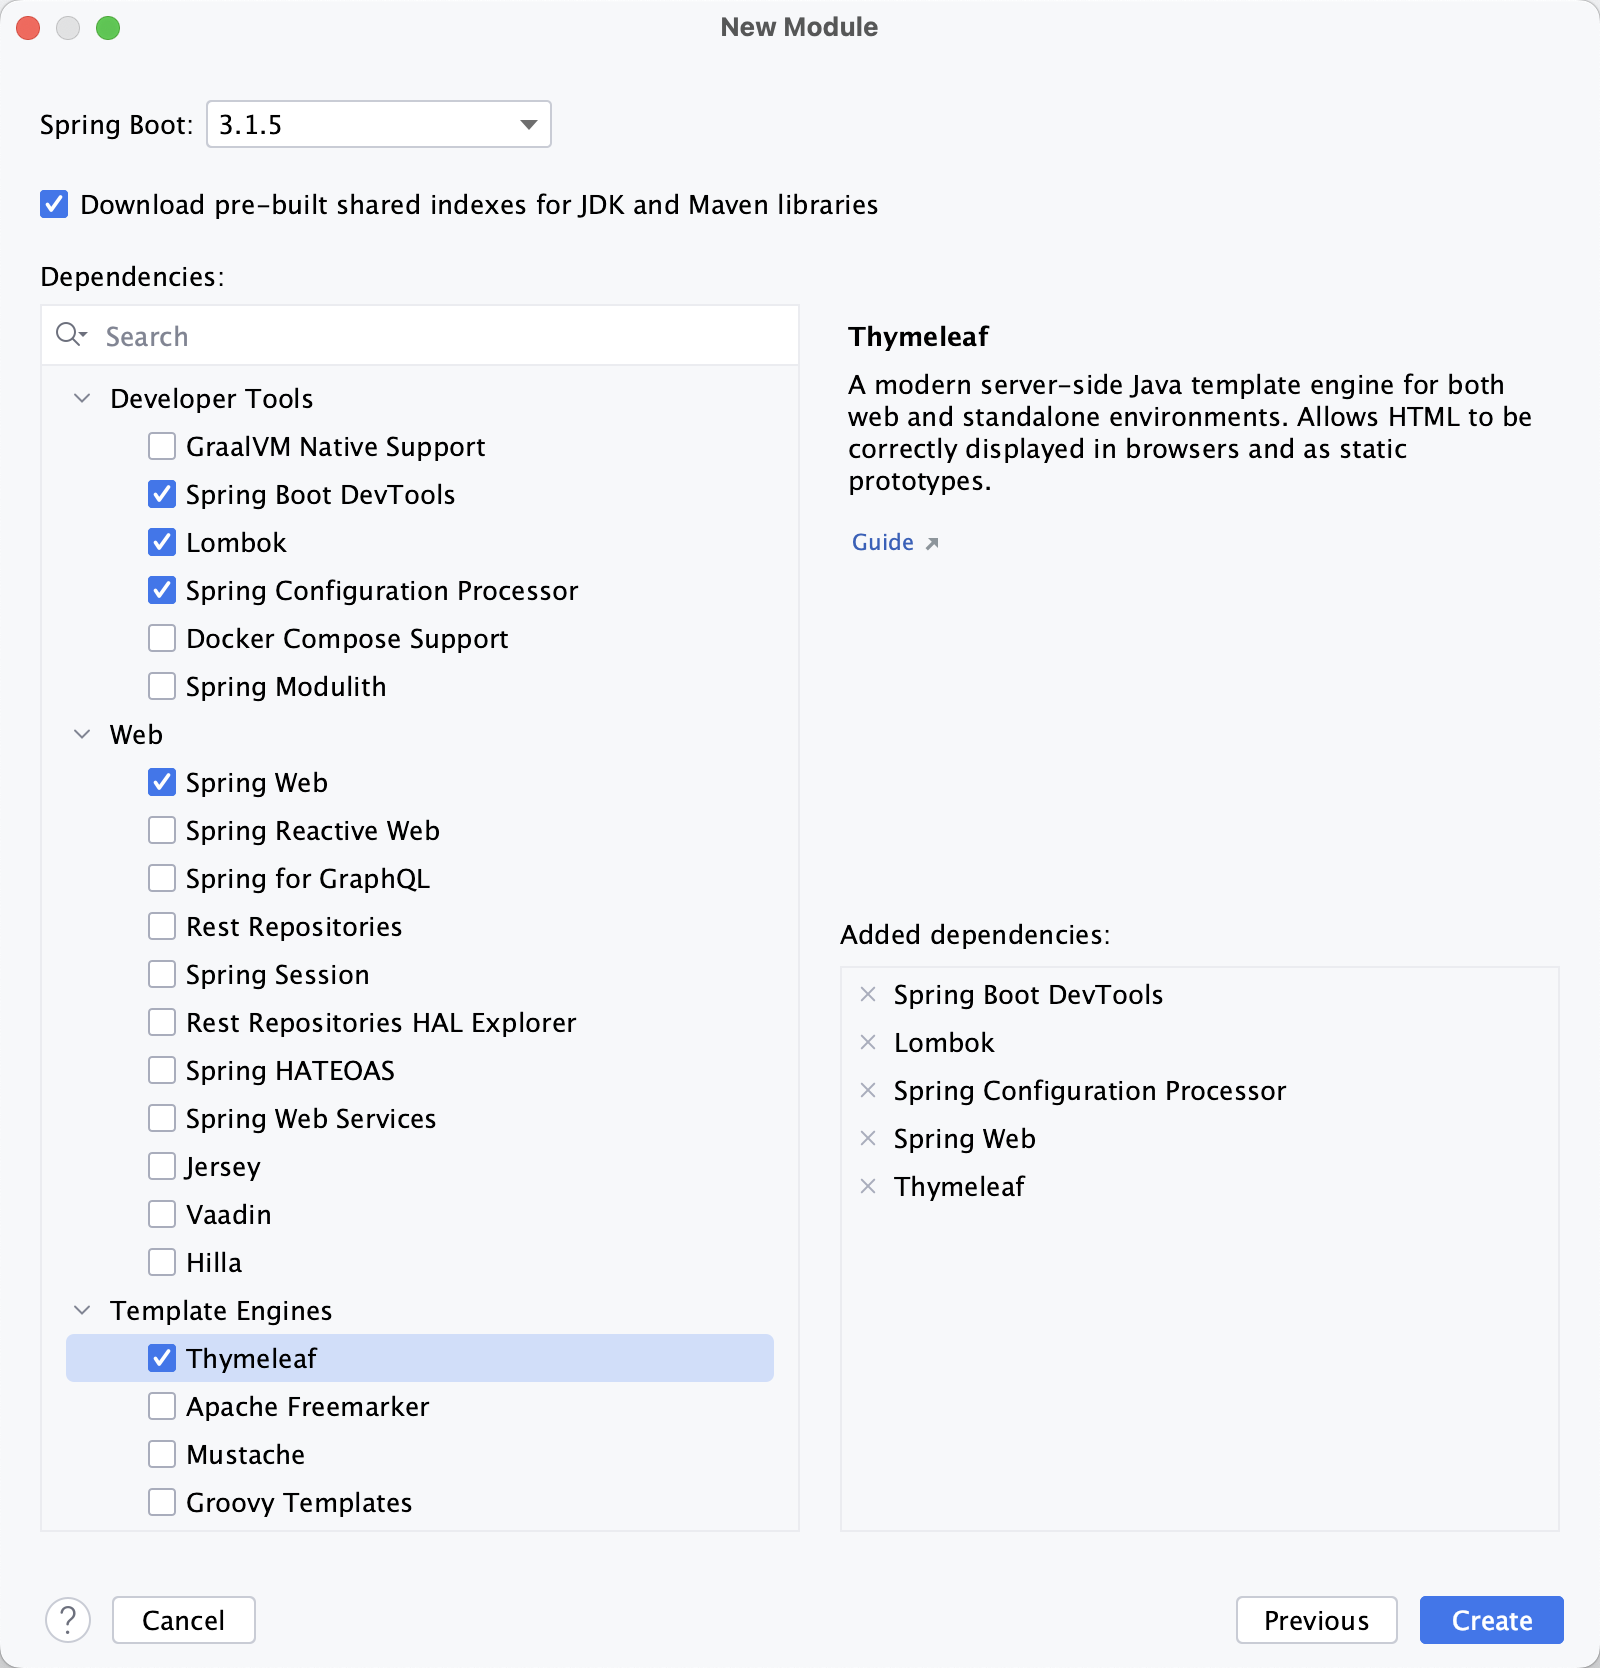 New Module
Spring Boot: 3.1.5
Download pre-built shared indexes for JDK and Maven libraries
Dependencies:
Search
Developer Tools
GraalVM Native Support
Spring Boot DevTools
Lombok
Spring Configuration Processor
Docker Compose Support
Spring Modulith
Web
Spring Web
Spring Reactive Web
Spring for GraphQL
Rest Repositories
Spring Session
Rest Repositories HAL Explorer
Spring HATEOAS
Spring Web Services
Jersey
Vaadin
Hilla
Template Engines
Thymeleaf
Apache Freemarker
Mustache
Groovy Templates
Thymeleaf
A modern server-side Java template engine for both
web and standalone environments. Allows HTML to be
correctly displayed in browsers and as static
prototypes.
Guide
Added dependencies:
Spring Boot DevTools
Lombok
Spring Configuration Processor
Spring Web
Thymeleaf
? Cancel Previous Create